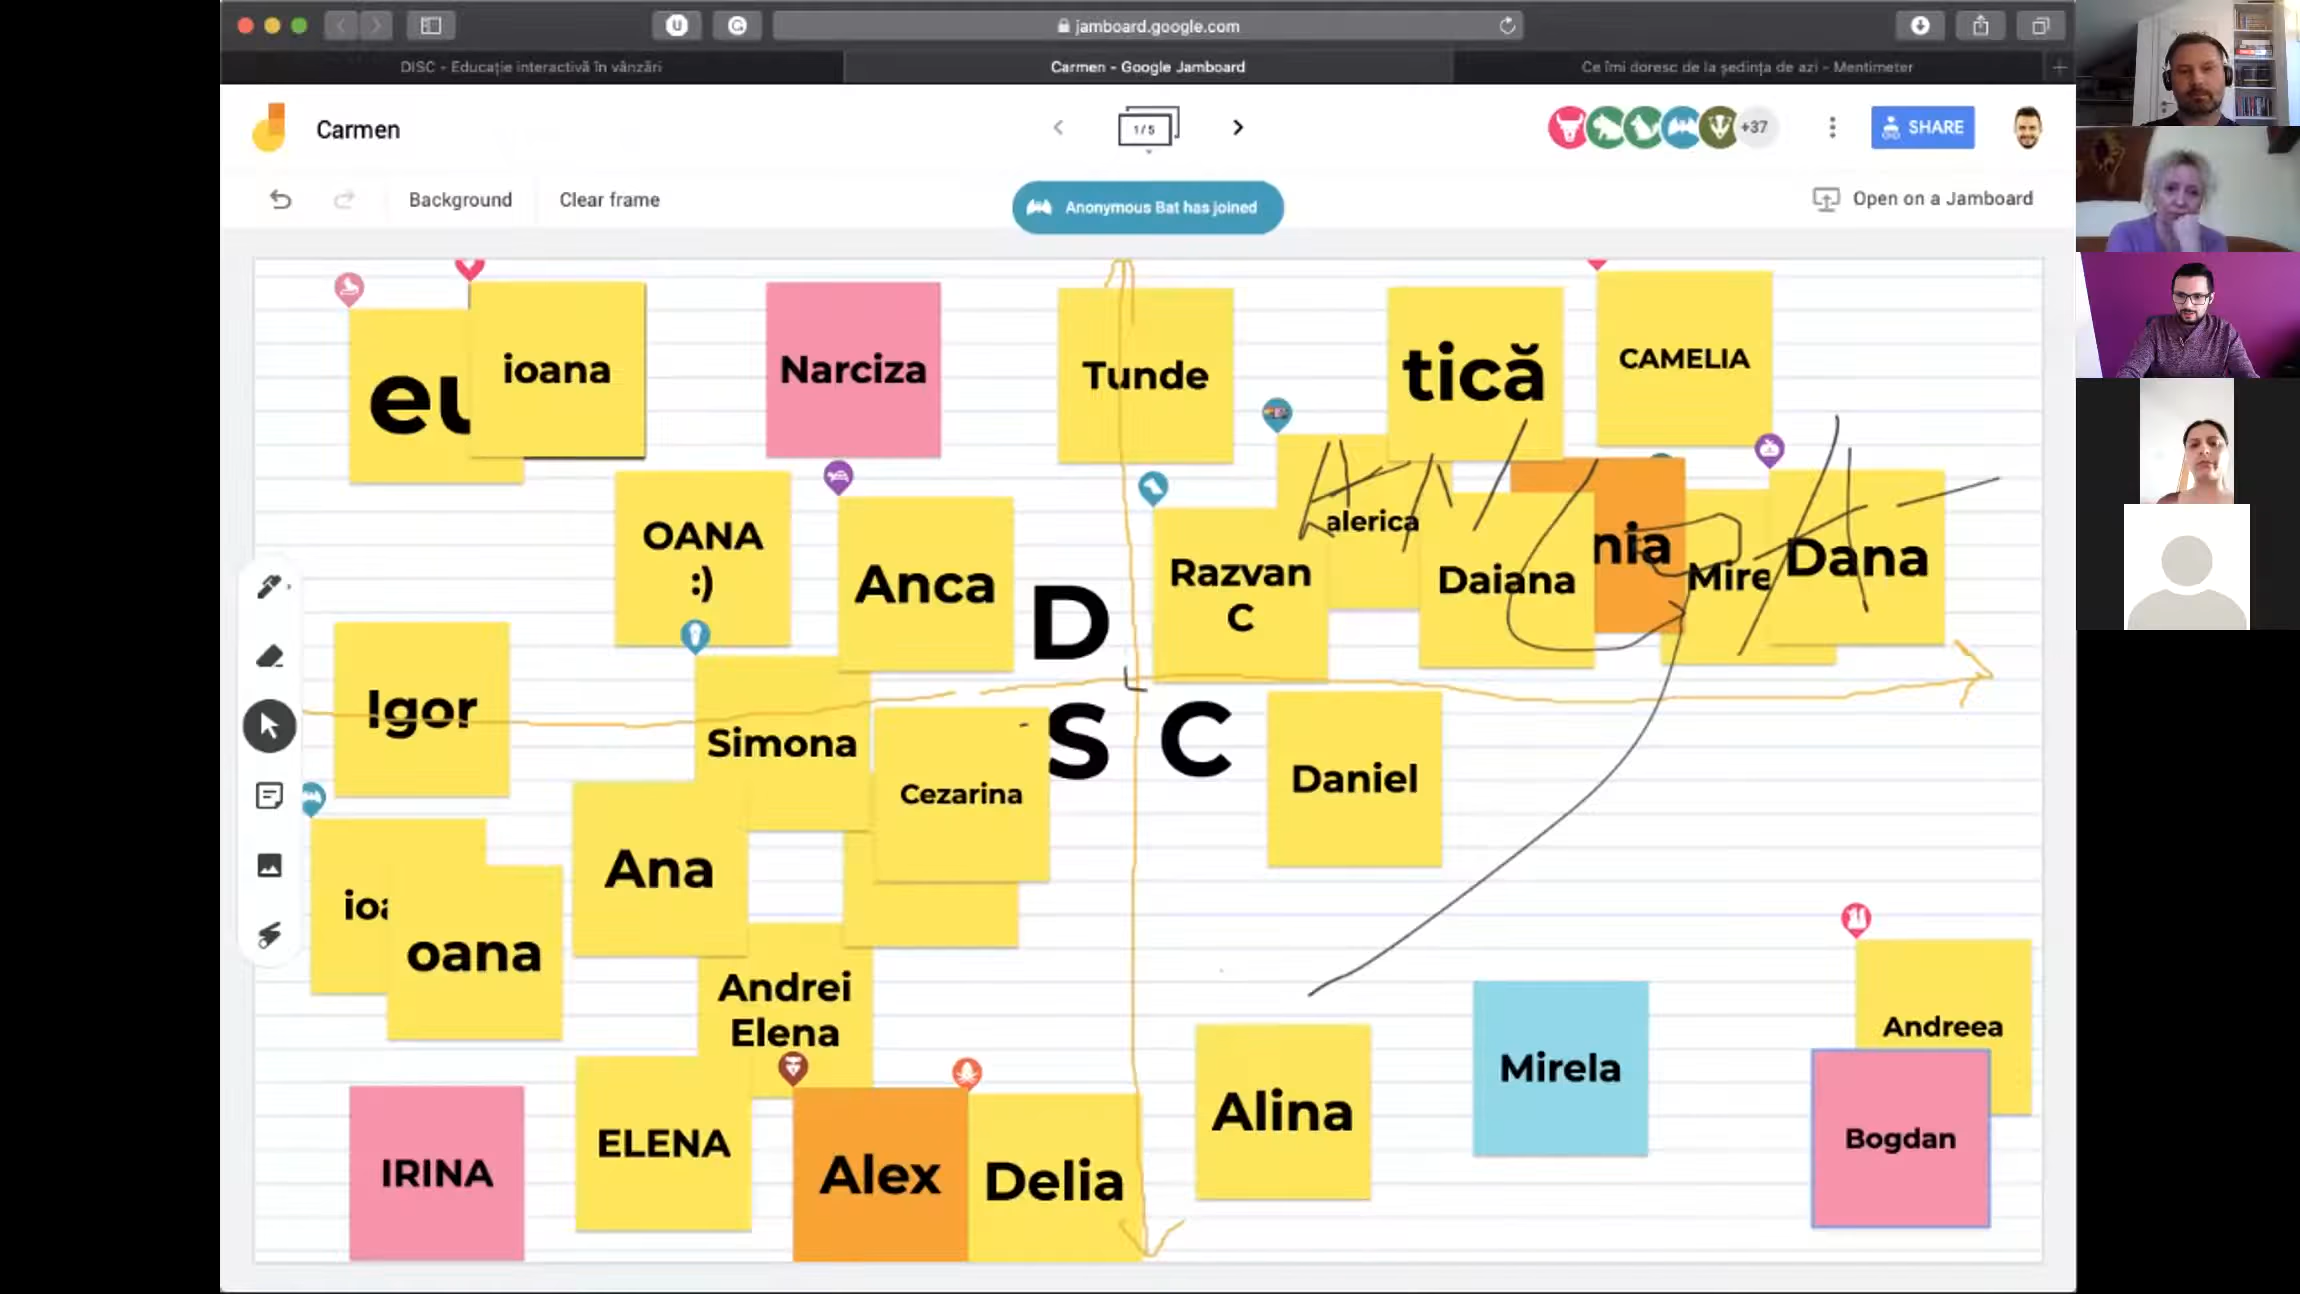 jamboard.google.com
DISC - Educație interactivă în vânzări
Carmen - Google Jamboard
Ce îmi doresc de la ședința de azi - Mentimeter
Carmen
1/5
+37
SHARE
Background
Clear frame
Anonymous Bat has joined
Open on a Jamboard
eu
ioana
Narciza
Tunde
tică
CAMELIA
OANA
:)
Anca
D
Razvan
C
alerica
Daiana
nia
Mire
Dana
Igor
Simona
Cezarina
S
C
Daniel
ioa
oana
Ana
Andrei
Elena
IRINA
ELENA
Alex
Delia
Alina
Mirela
Andreea
Bogdan